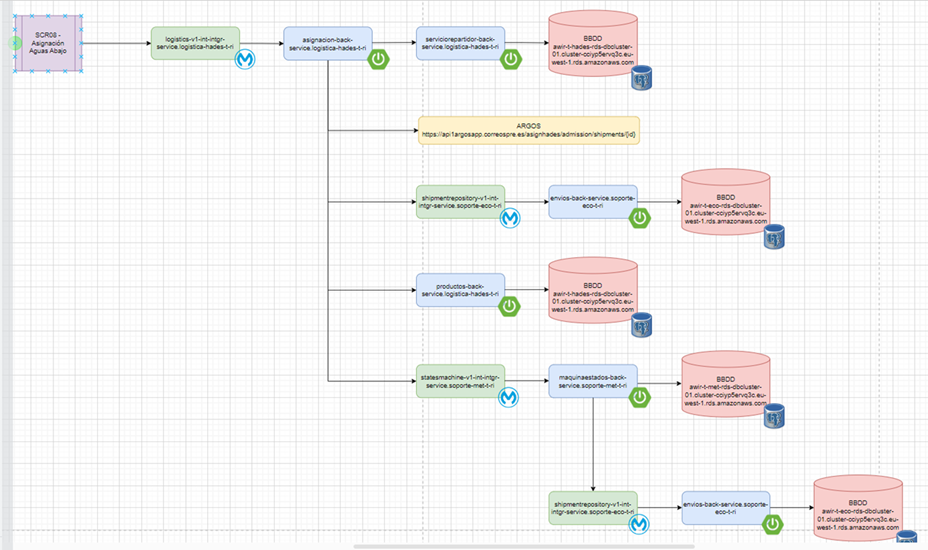 SCR08 -
Asignación
Aguas Abajo
logistics-v1-int-intgr-
service.logistica-hades-t-ri
asignacion-back-
service.logistica-hades-t-ri
serviciorepartidor-back-
service.logistica-hades-t-ri
BBDD
awir-t-hades-rds-dbcluster-
01.cluster-cciyp5ervq3c.eu-
west-1.rds.amazonaws.com
ARGOS
https://api1argosapp.correospre.es/asignhades/admission/shipments/{id}
shipmentrepository-v1-int-
intgr-service.soporte-eco-t-ri
envios-back-service.soporte-
eco-t-ri
BBDD
awir-t-eco-rds-dbcluster-
01.cluster-cciyp5ervq3c.eu-
west-1.rds.amazonaws.com
productos-back-
service.logistica-hades-t-ri
BBDD
awir-t-hades-rds-dbcluster-
01.cluster-cciyp5ervq3c.eu-
west-1.rds.amazonaws.com
statesmachine-v1-int-intgr-
service.soporte-met-t-ri
maquinaestados-back-
service.soporte-met-t-ri
BBDD
awir-t-met-rds-dbcluster-
01.cluster-cciyp5ervq3c.eu-
west-1.rds.amazonaws.com
shipmentrepository-v1-int-
intgr-service.soporte-eco-t-ri
envios-back-service.soporte-
eco-t-ri
BBDD
awir-t-eco-rds-dbcluster-
01.cluster-cciyp5ervq3c.eu-
west-1.rds.amazonaws.com